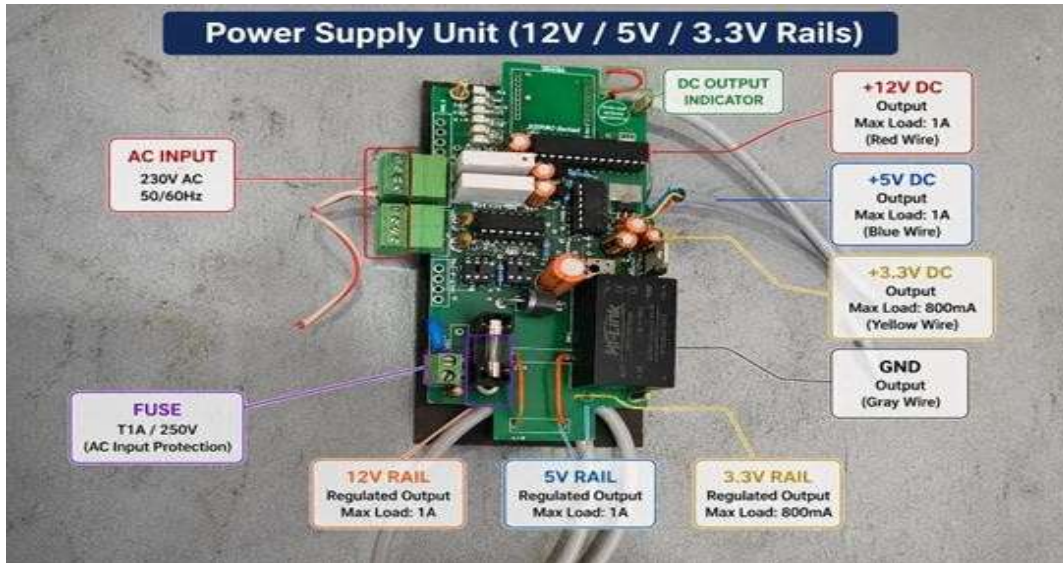 Power Supply Unit (12V / 5V / 3.3V Rails)
DC OUTPUT
INDICATOR
+12V DC
Output
Max Load: 1A
(Red Wire)
AC INPUT
230V AC
50/60Hz
+5V DC
Output
Max Load: 1A
(Blue Wire)
+3.3V DC
Output
Max Load: 800mA
(Yellow Wire)
GND
Output
(Gray Wire)
FUSE
T1A / 250V
(AC Input Protection)
12V RAIL
Regulated Output
Max Load: 1A
5V RAIL
Regulated Output
Max Load: 1A
3.3V RAIL
Regulated Output
Max Load: 800mA